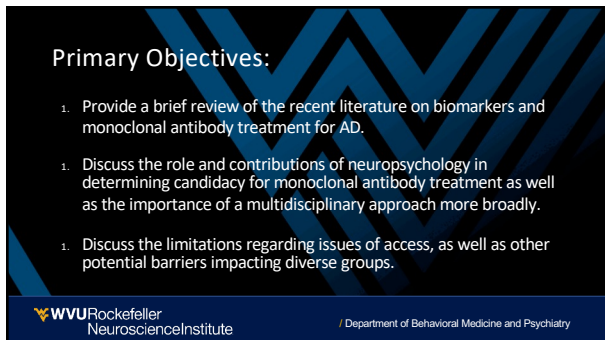 Primary Objectives:
1. Provide a brief review of the recent literature on biomarkers and
monoclonal antibody treatment for AD.
1. Discuss the role and contributions of neuropsychology in
determining candidacy for monoclonal antibody treatment as well
as the importance of a multidisciplinary approach more broadly.
1. Discuss the limitations regarding issues of access, as well as other
potential barriers impacting diverse groups.
WVURockefeller
NeuroscienceInstitute
/ Department of Behavioral Medicine and Psychiatry